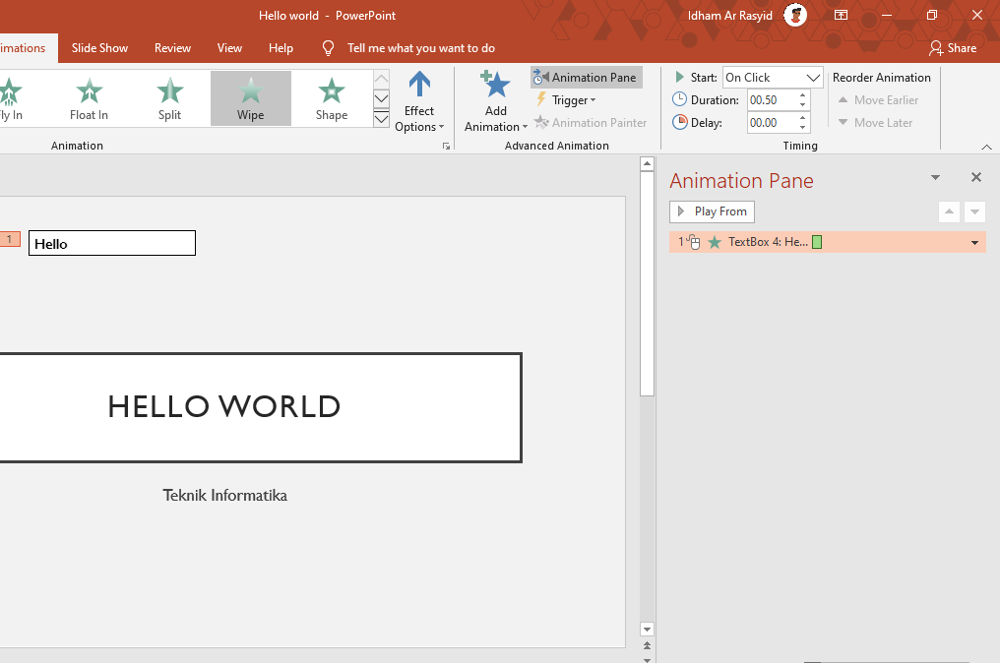 Hello world - PowerPoint
Idham Ar Rasyid
imations Slide Show Review View Help Tell me what you want to do Share
ly In Float In Split Wipe Shape
Effect Options
Add Animation
Animation Pane
Trigger
Animation Painter
Start: On Click
Duration: 00.50
Delay: 00.00
Reorder Animation
Move Earlier
Move Later
Animation
Advanced Animation
Timing
1 Hello
HELLO WORLD
Teknik Informatika
Animation Pane
Play From
1 TextBox 4: He...